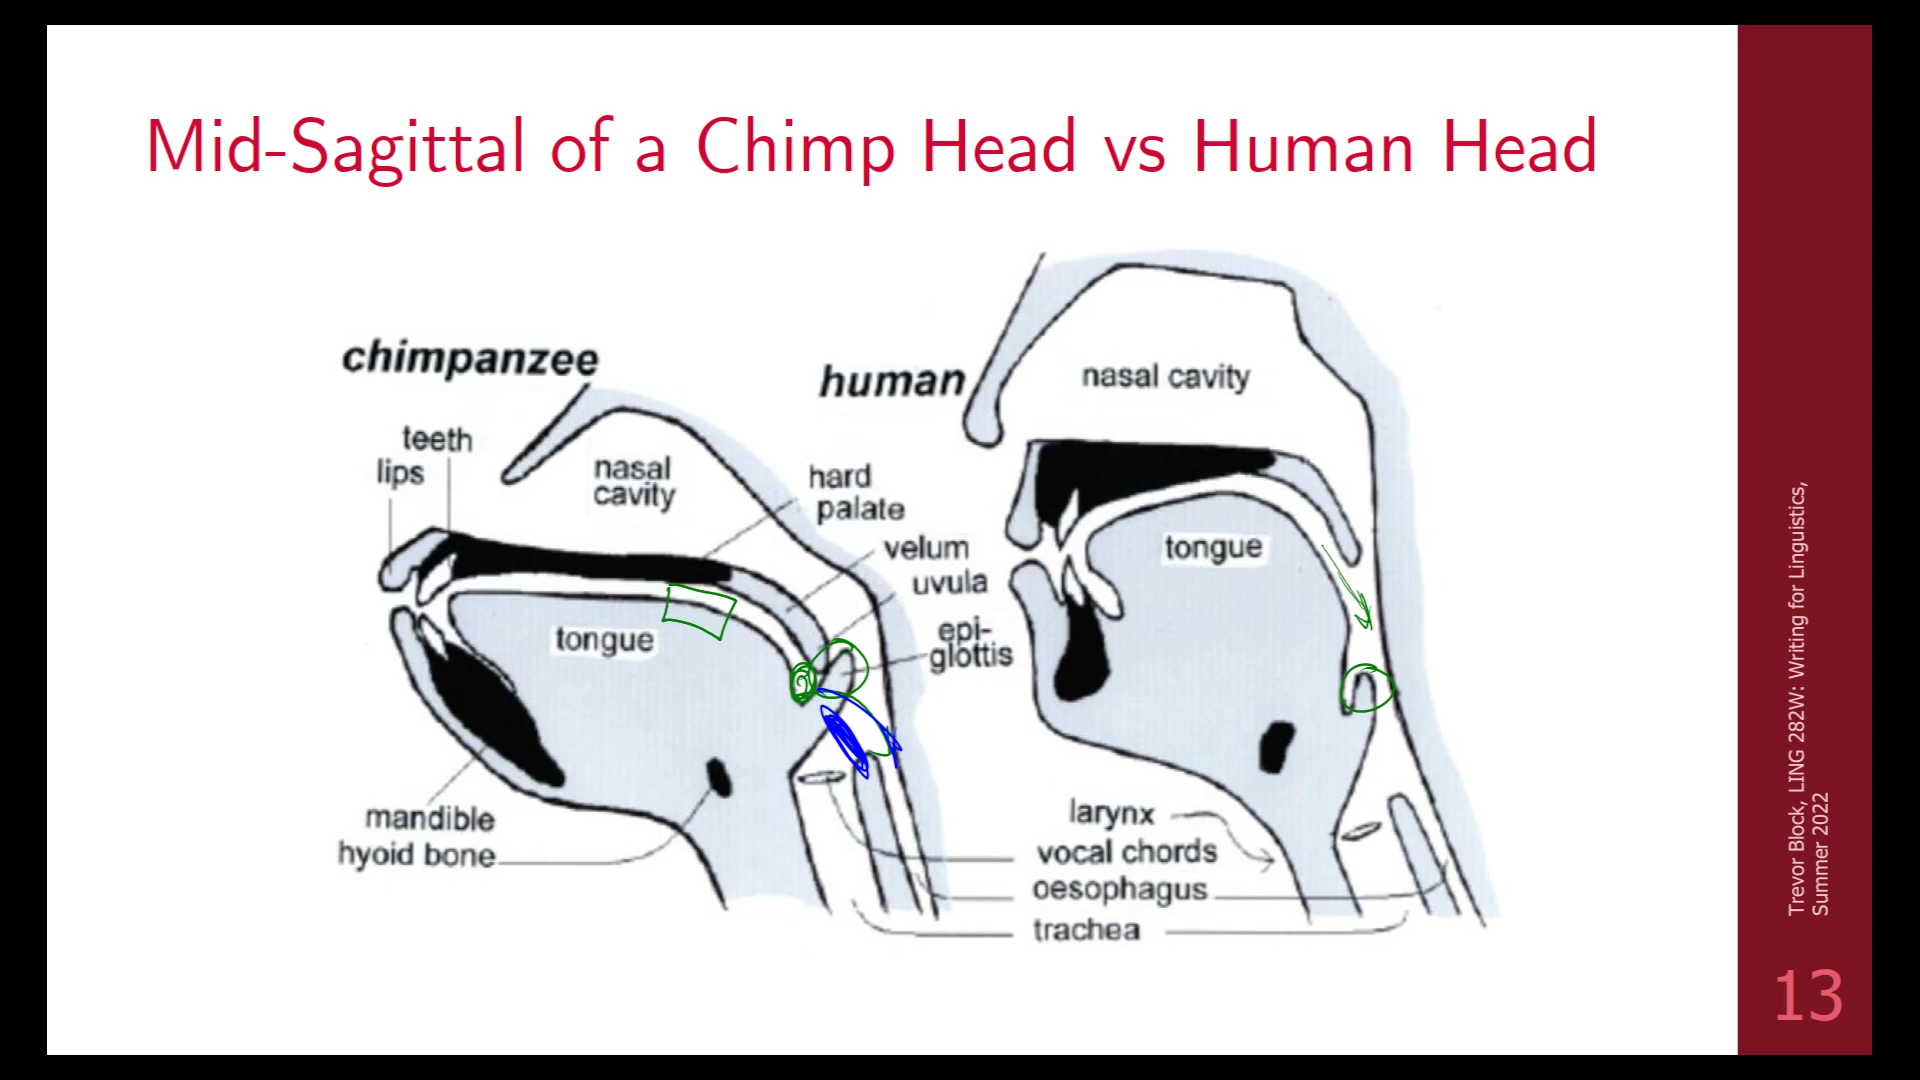 Mid-Sagittal of a Chimp Head vs Human Head
chimpanzee
teeth
lips
nasal
cavity
hard
palate
velum
uvula
epi-
glottis
tongue
mandible
hyoid bone
human
nasal cavity
tongue
larynx
vocal chords
oesophagus
trachea
Trevor Block, LING 282W: Writing for Linguistics,
Summer 2022
13